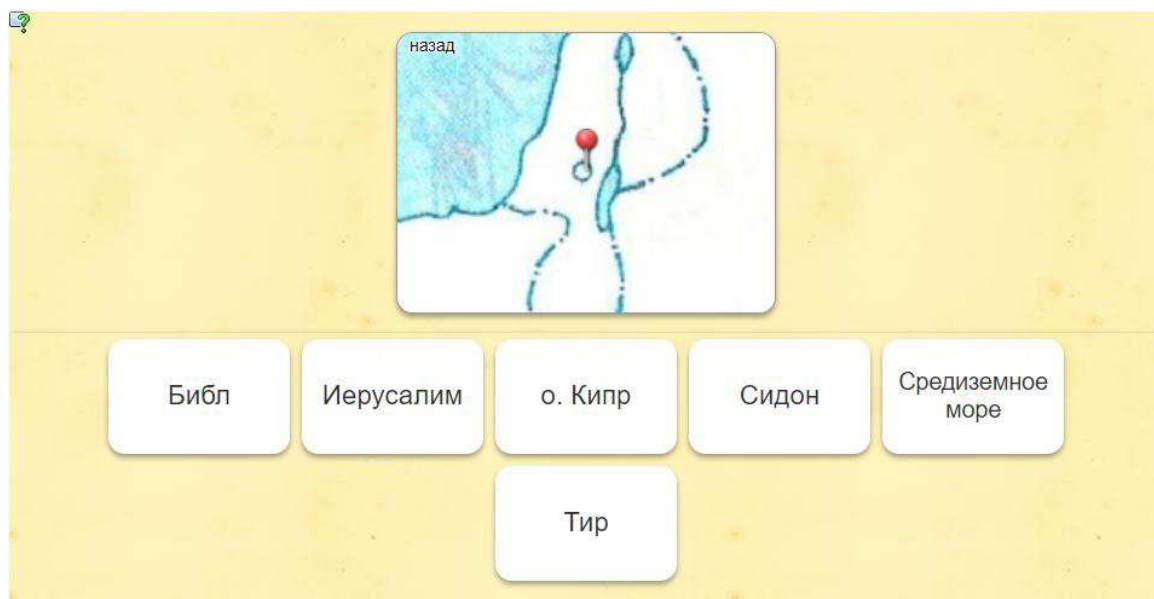 назад
Библ
Иерусалим
о. Кипр
Сидон
Средиземное
море
Тир